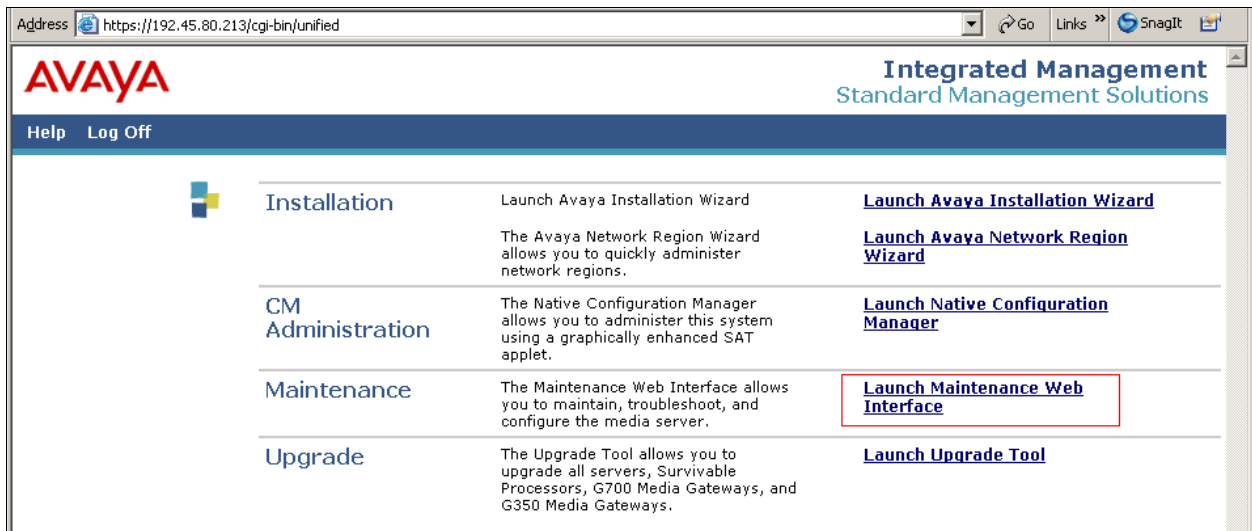 Address https://192.45.80.213/cgi-bin/unified Go Links » SnagIt
AVAYA
Integrated Management
Standard Management Solutions
Help Log Off
Installation
Launch Avaya Installation Wizard
Launch Avaya Installation Wizard
The Avaya Network Region Wizard
allows you to quickly administer
network regions.
Launch Avaya Network Region
Wizard
CM
Administration
The Native Configuration Manager
allows you to administer this system
using a graphically enhanced SAT
applet.
Launch Native Configuration
Manager
Maintenance
The Maintenance Web Interface allows
you to maintain, troubleshoot, and
configure the media server.
Launch Maintenance Web
Interface
Upgrade
The Upgrade Tool allows you to
upgrade all servers, Survivable
Processors, G700 Media Gateways, and
G350 Media Gateways.
Launch Upgrade Tool